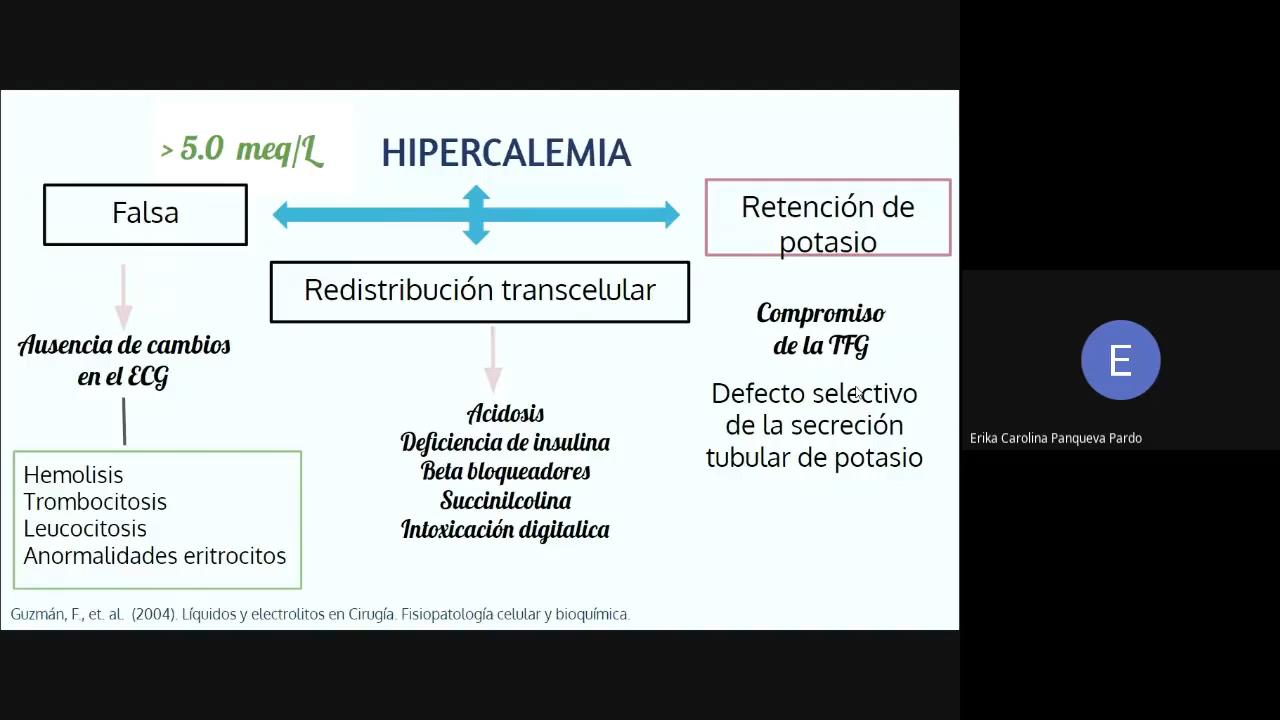 > 5.0 meq/L
HIPERCALEMIA
Falsa
Retención de
potasio
Redistribución transcelular
Ausencia de cambios
en el ECG
Compromiso
de la TFG
Defecto selectivo
de la secreción
tubular de potasio
Acidosis
Deficiencia de insulina
Beta bloqueadores
Succinilcolina
Intoxicación digitalica
Hemolisis
Trombocitosis
Leucocitosis
Anormalidades eritrocitos
Guzmán, F., et. al. (2004). Líquidos y electrolitos en Cirugía. Fisiopatología celular y bioquímica.
E
Erika Carolina Panqueva Pardo